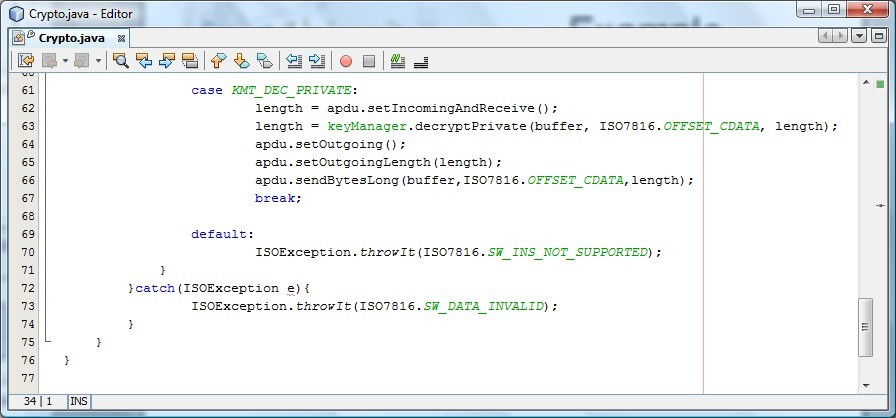 Crypto.java - Editor
Example
Crypto.java
60
61 case KMT_DEC_PRIVATE:
62 length = apdu.setIncomingAndReceive();
63 length = keyManager.decryptPrivate(buffer, ISO7816.OFFSET_CDATA, length);
64 apdu.setOutgoing();
65 apdu.setOutgoingLength(length);
66 apdu.sendBytesLong(buffer,ISO7816.OFFSET_CDATA,length);
67 break;
68
69 default:
70 ISOException.throwIt(ISO7816.SW_INS_NOT_SUPPORTED);
71 }
72 }catch(ISOException e){
73 ISOException.throwIt(ISO7816.SW_DATA_INVALID);
74 }
75 }
76 }
77
34 | 1 INS